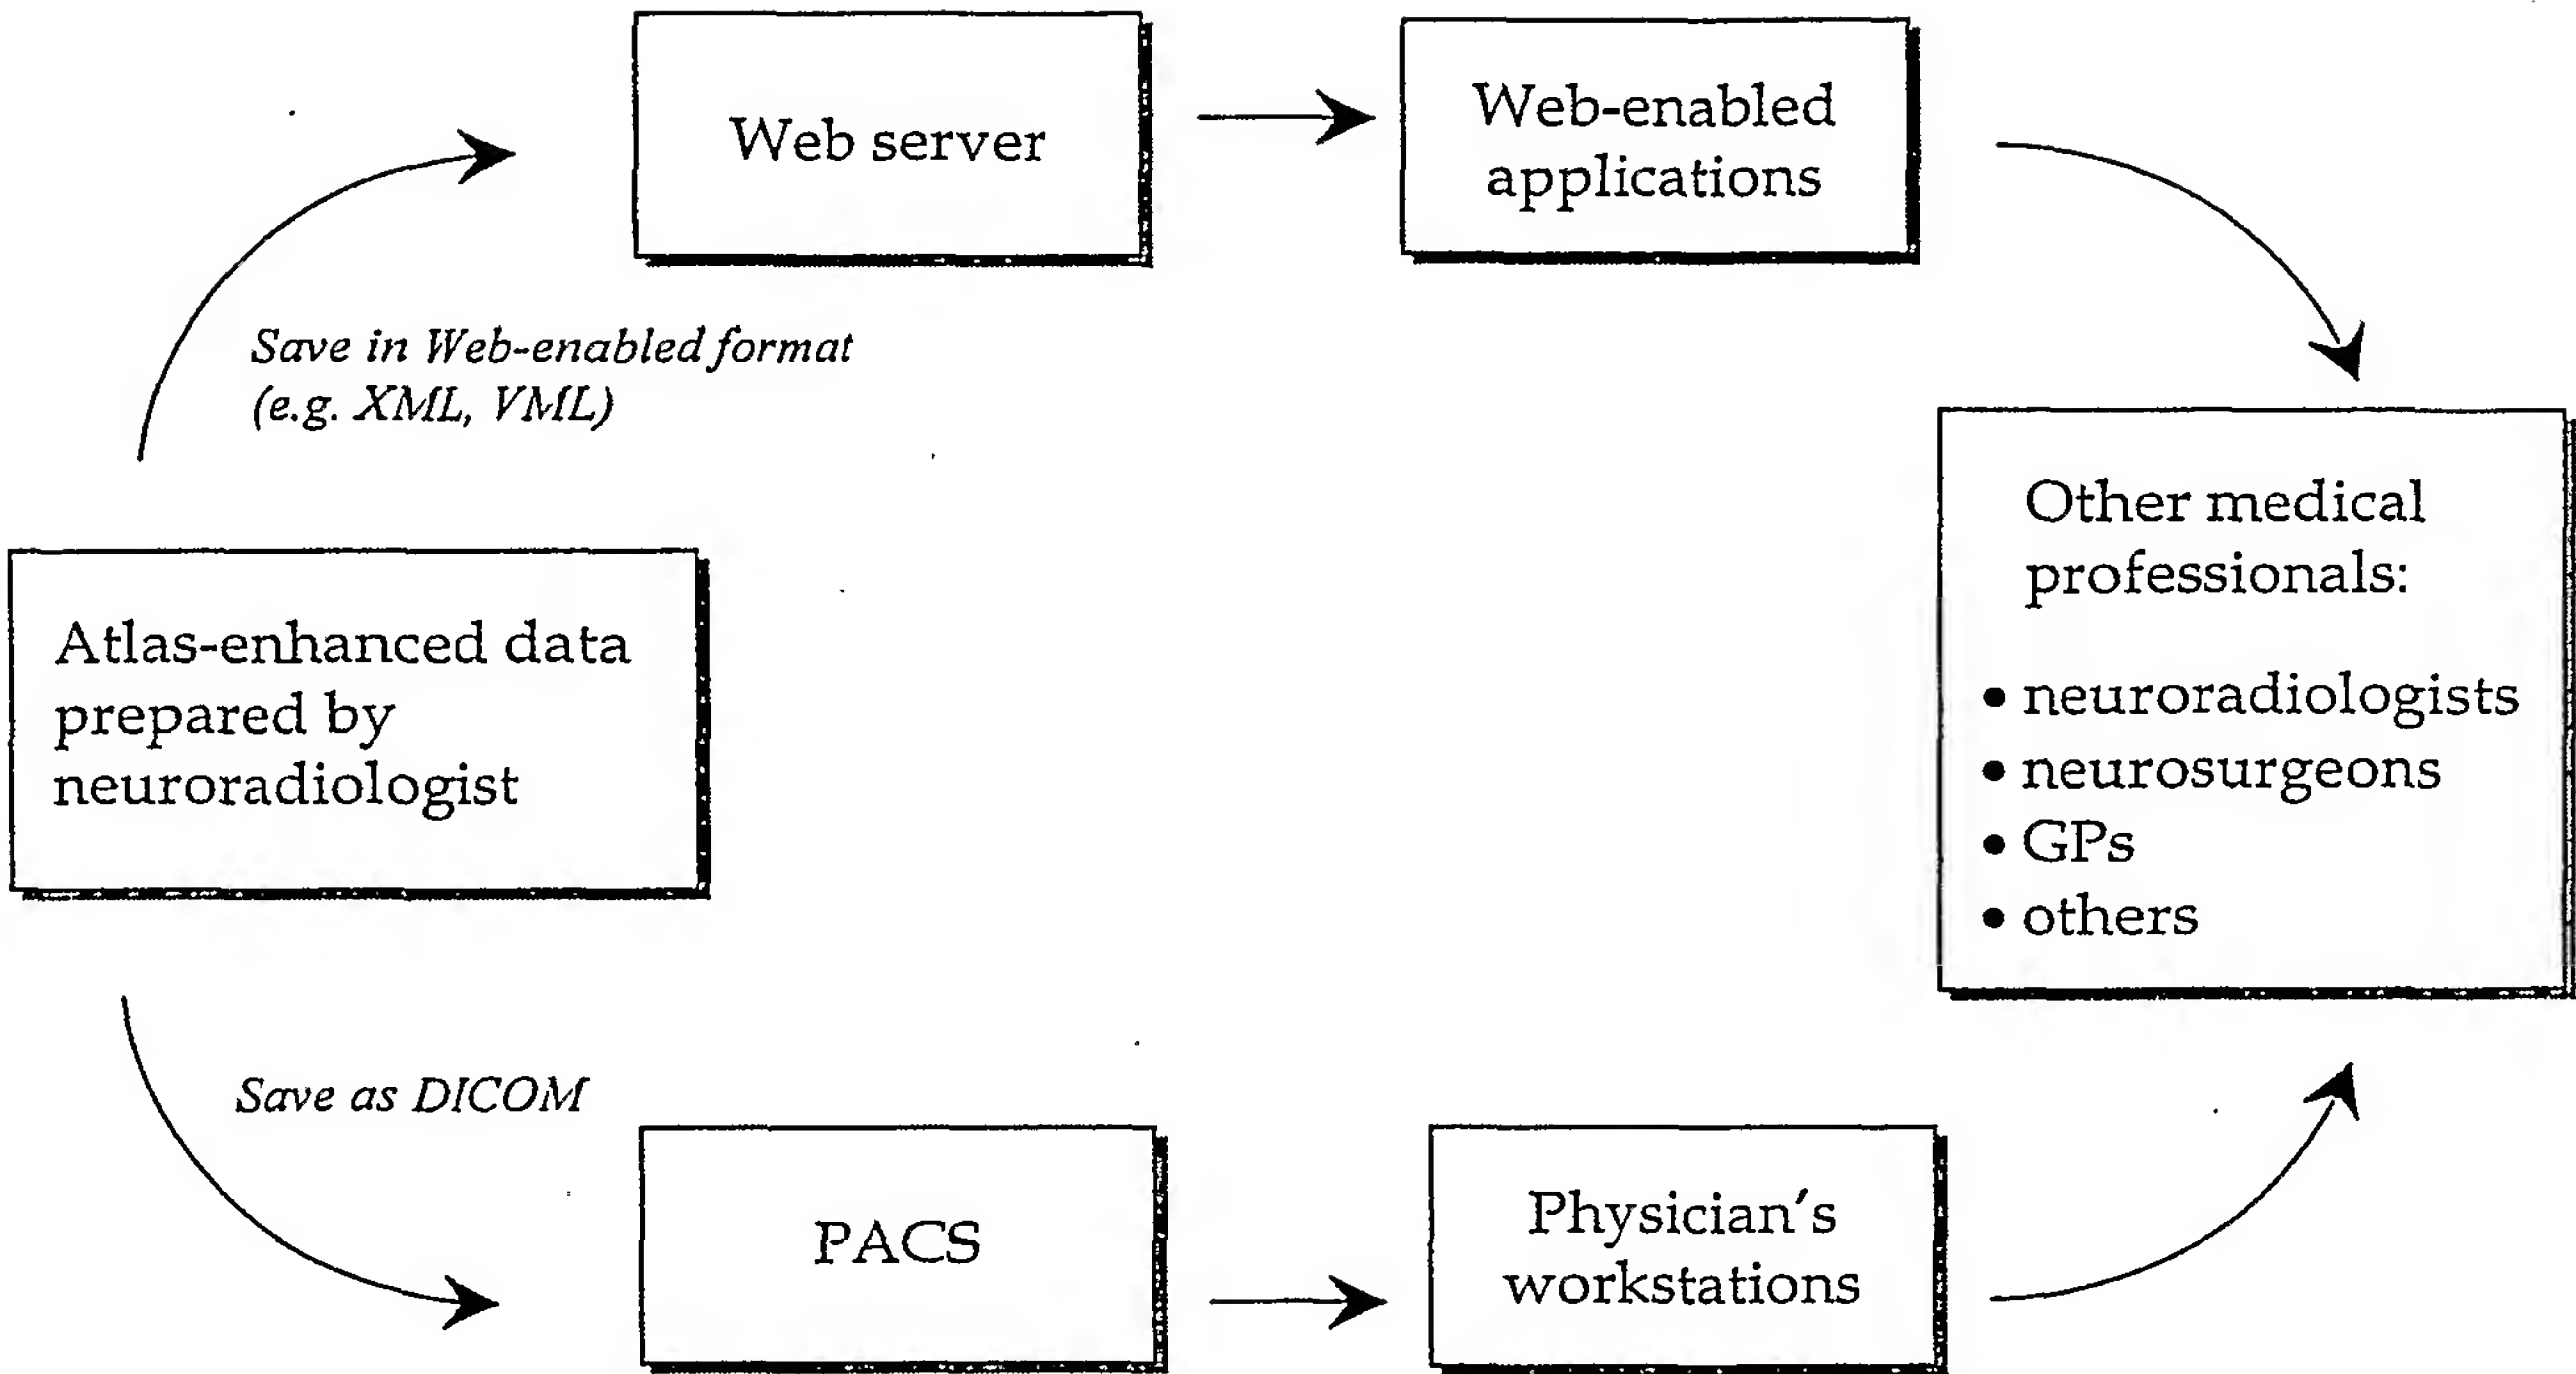 Web server
Web-enabled
applications
Save in Web-enabled format
(e.g. XML, VML)
Atlas-enhanced data
prepared by
neuroradiologist
Other medical
professionals:
• neuroradiologists
• neurosurgeons
• GPs
• others
Save as DICOM
PACS
Physician's
workstations